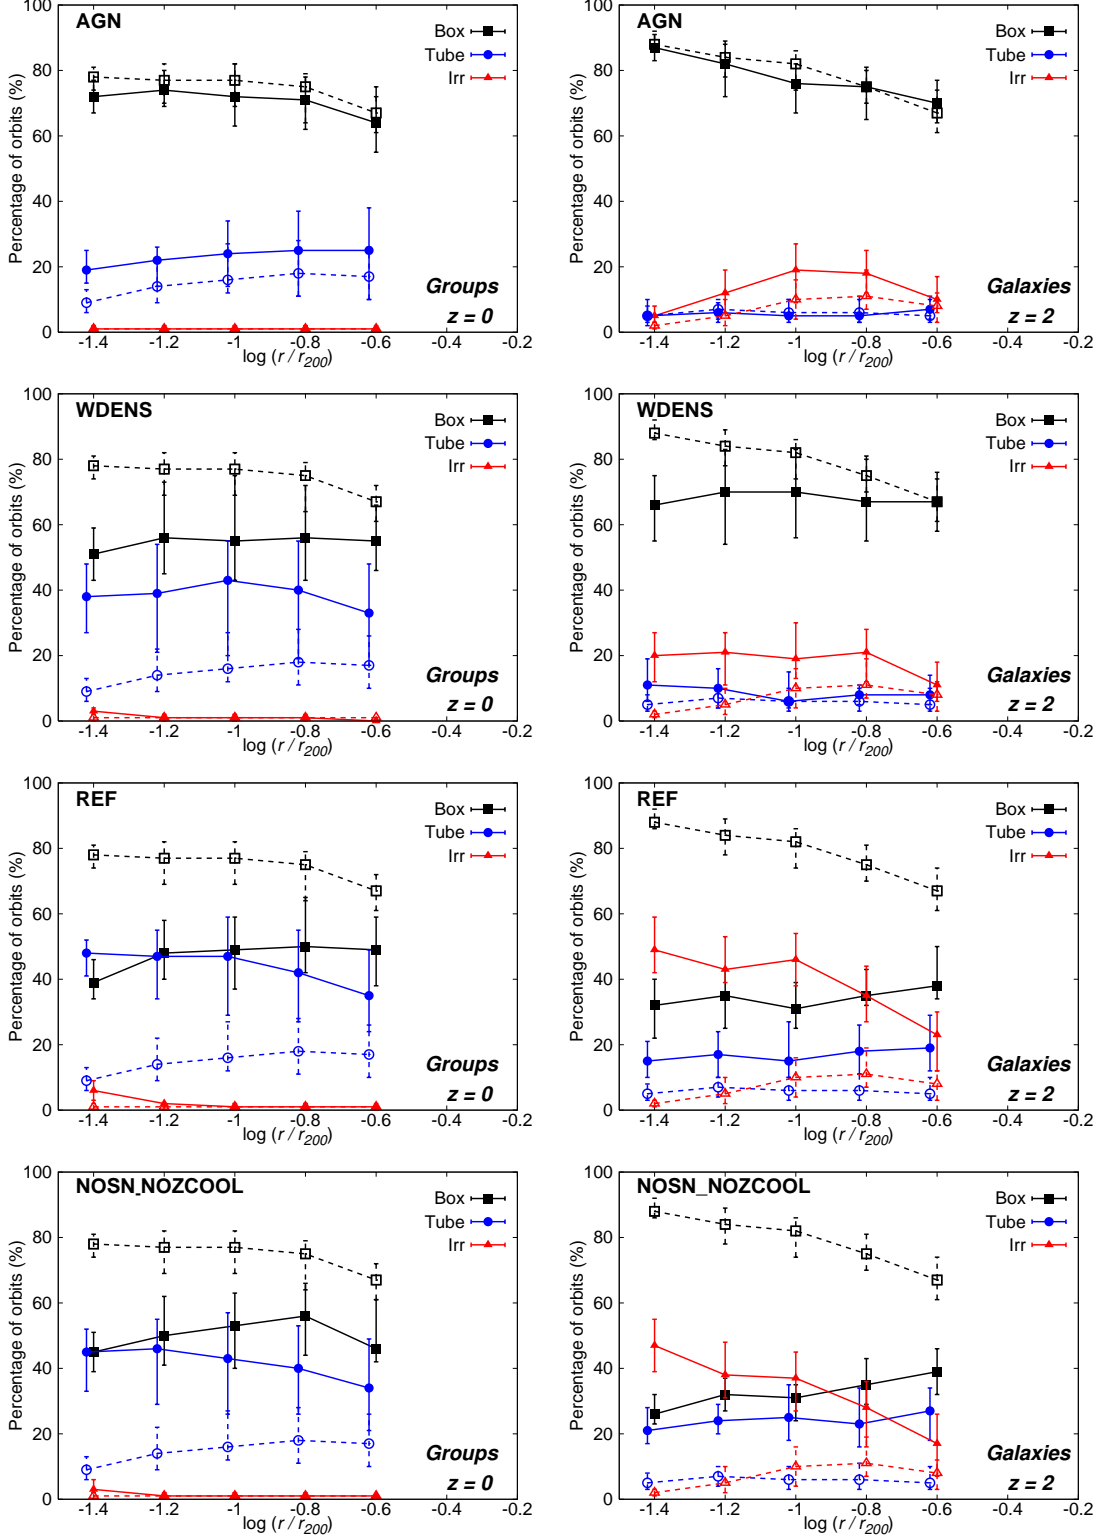 AGN
Box
Tube
Irr
Percentage of orbits (%)
100
80
60
40
20
0
Groups
z = 0
-1.4 -1.2 -1 -0.8 -0.6 -0.4 -0.2
log (r / r200)
AGN
Box
Tube
Irr
Percentage of orbits (%)
100
80
60
40
20
0
Galaxies
z = 2
-1.4 -1.2 -1 -0.8 -0.6 -0.4 -0.2
log (r / r200)
WDENS
Box
Tube
Irr
Percentage of orbits (%)
100
80
60
40
20
0
Groups
z = 0
-1.4 -1.2 -1 -0.8 -0.6 -0.4 -0.2
log (r / r200)
WDENS
Box
Tube
Irr
Percentage of orbits (%)
100
80
60
40
20
0
Galaxies
z = 2
-1.4 -1.2 -1 -0.8 -0.6 -0.4 -0.2
log (r / r200)
REF
Box
Tube
Irr
Percentage of orbits (%)
100
80
60
40
20
0
Groups
z = 0
-1.4 -1.2 -1 -0.8 -0.6 -0.4 -0.2
log (r / r200)
REF
Box
Tube
Irr
Percentage of orbits (%)
100
80
60
40
20
0
Galaxies
z = 2
-1.4 -1.2 -1 -0.8 -0.6 -0.4 -0.2
log (r / r200)
NOSN_NOZCOOL
Box
Tube
Irr
Percentage of orbits (%)
100
80
60
40
20
0
Groups
z = 0
-1.4 -1.2 -1 -0.8 -0.6 -0.4 -0.2
log (r / r200)
NOSN_NOZCOOL
Box
Tube
Irr
Percentage of orbits (%)
100
80
60
40
20
0
Galaxies
z = 2
-1.4 -1.2 -1 -0.8 -0.6 -0.4 -0.2
log (r / r200)